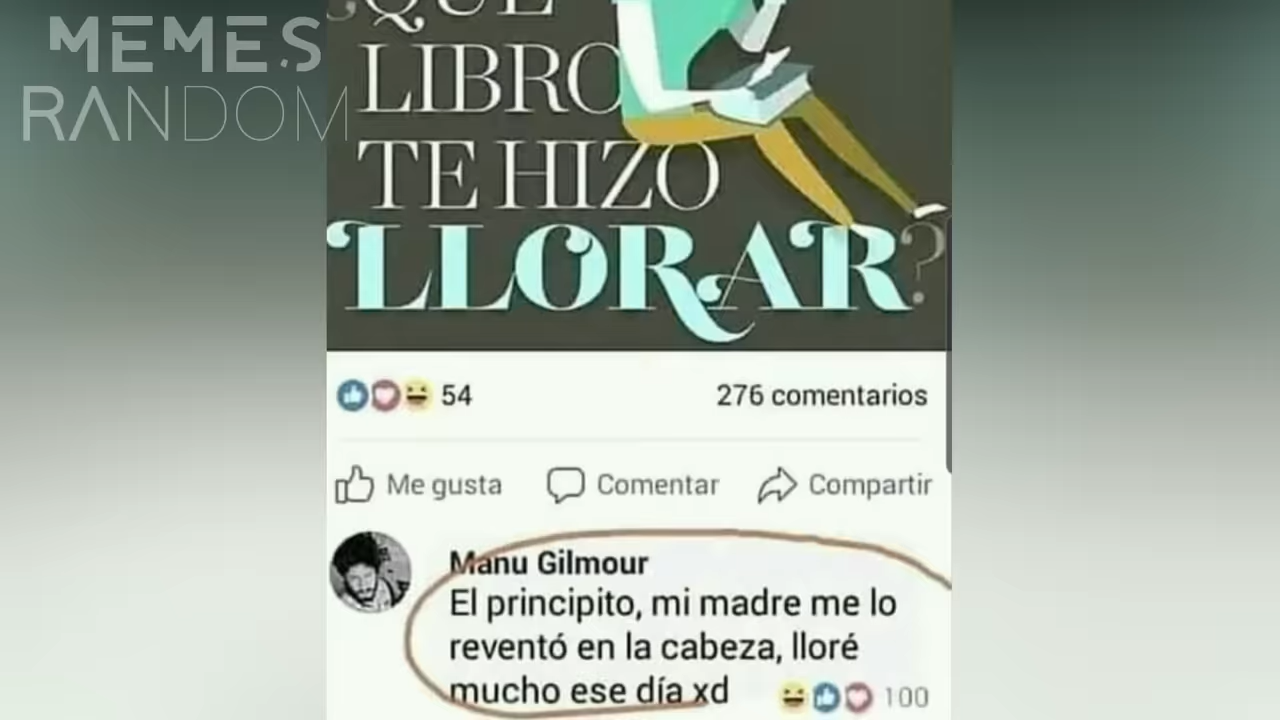 MEMES
RANDOM
¿QUÉ
LIBRO
TE HIZO
LLORAR?
54
276 comentarios
Me gusta
Comentar
Compartir
Manu Gilmour
El principito, mi madre me lo
reventó en la cabeza, lloré
mucho ese día xd
100